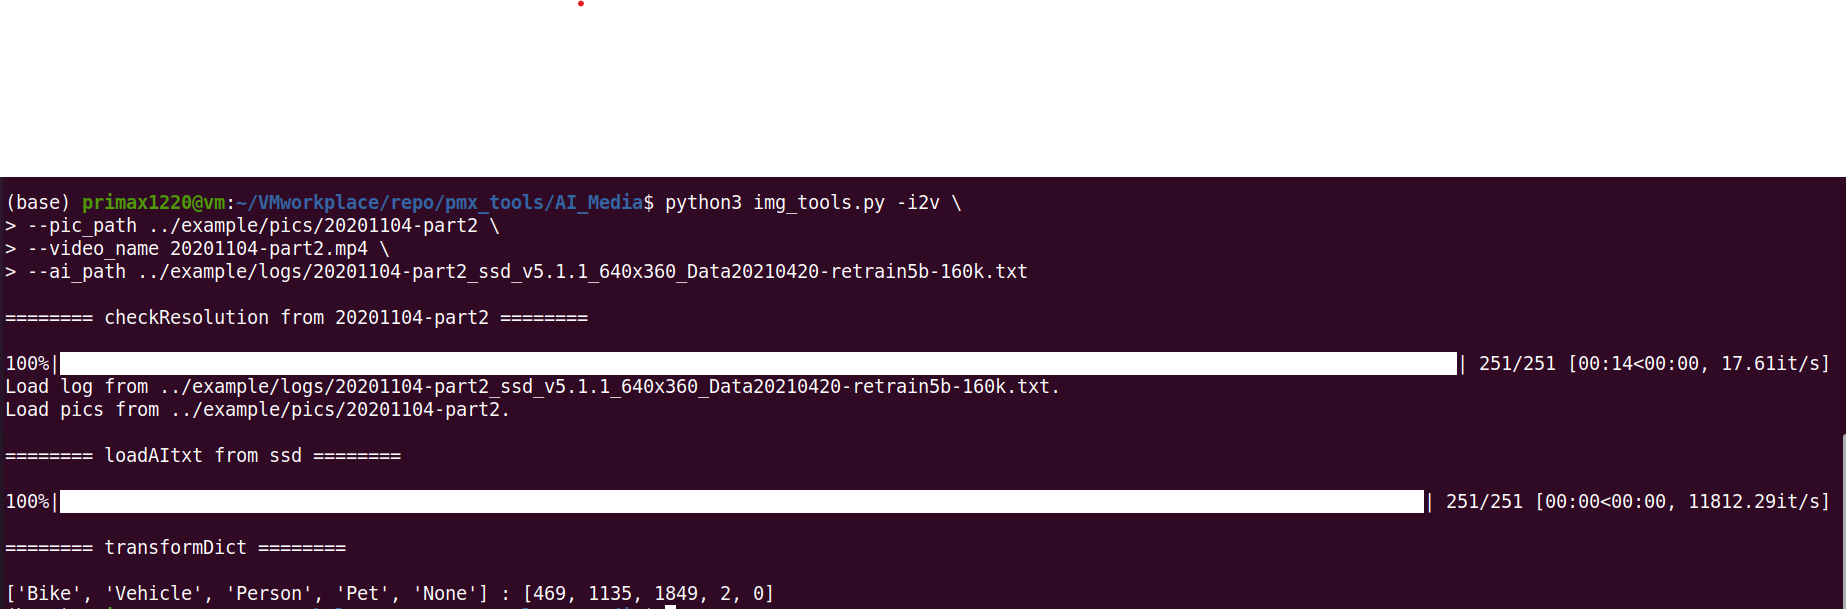 (base) primax1220@vm:~/VMworkplace/repo/pmx_tools/AI_Media$ python3 img_tools.py -i2v \
> --pic_path ../example/pics/20201104-part2 \
> --video_name 20201104-part2.mp4 \
> --ai_path ../example/logs/20201104-part2_ssd_v5.1.1_640x360_Data20210420-retrain5b-160k.txt
======== checkResolution from 20201104-part2 ========
100%| | 251/251 [00:14<00:00, 17.61it/s]
Load log from ../example/logs/20201104-part2_ssd_v5.1.1_640x360_Data20210420-retrain5b-160k.txt.
Load pics from ../example/pics/20201104-part2.
======== loadAItxt from ssd ========
100%| | 251/251 [00:00<00:00, 11812.29it/s]
======== transformDict ========
['Bike', 'Vehicle', 'Person', 'Pet', 'None'] : [469, 1135, 1849, 2, 0]